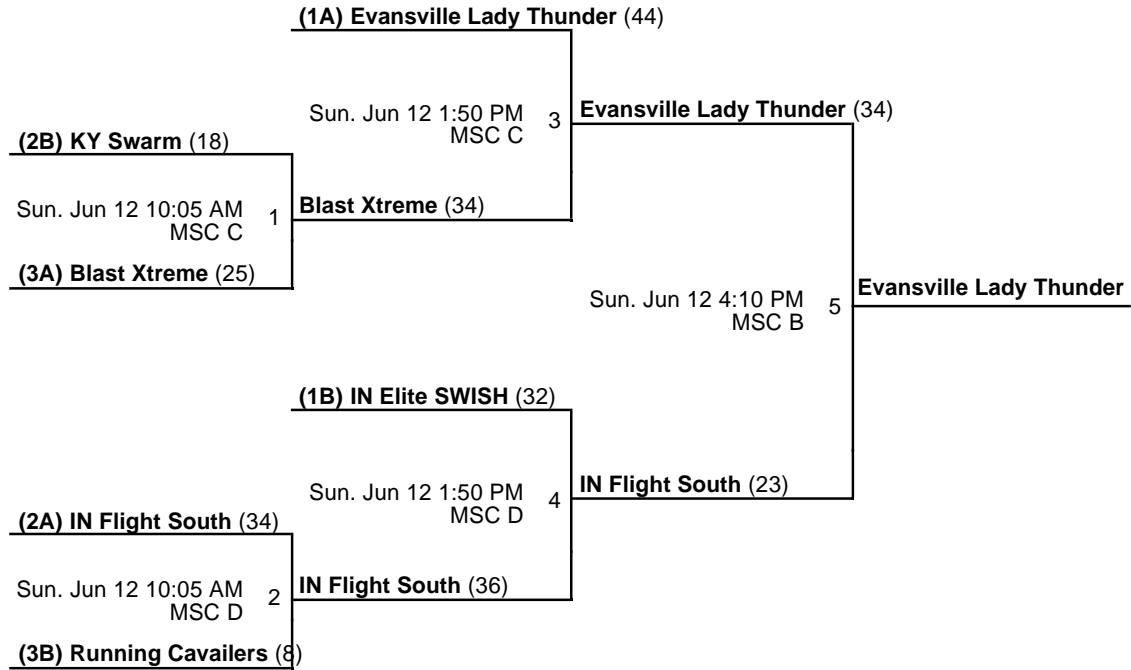 (1A) Evansville Lady Thunder (44)
Sun. Jun 12 1:50 PM 3
MSC C
Evansville Lady Thunder (34)
(2B) KY Swarm (18)
Sun. Jun 12 10:05 AM 1
MSC C
Blast Xtreme (34)
(3A) Blast Xtreme (25)
Sun. Jun 12 4:10 PM 5
MSC B
Evansville Lady Thunder
(1B) IN Elite SWISH (32)
Sun. Jun 12 1:50 PM 4
MSC D
IN Flight South (23)
(2A) IN Flight South (34)
Sun. Jun 12 10:05 AM 2
MSC D
IN Flight South (36)
(3B) Running Cavailers (8)